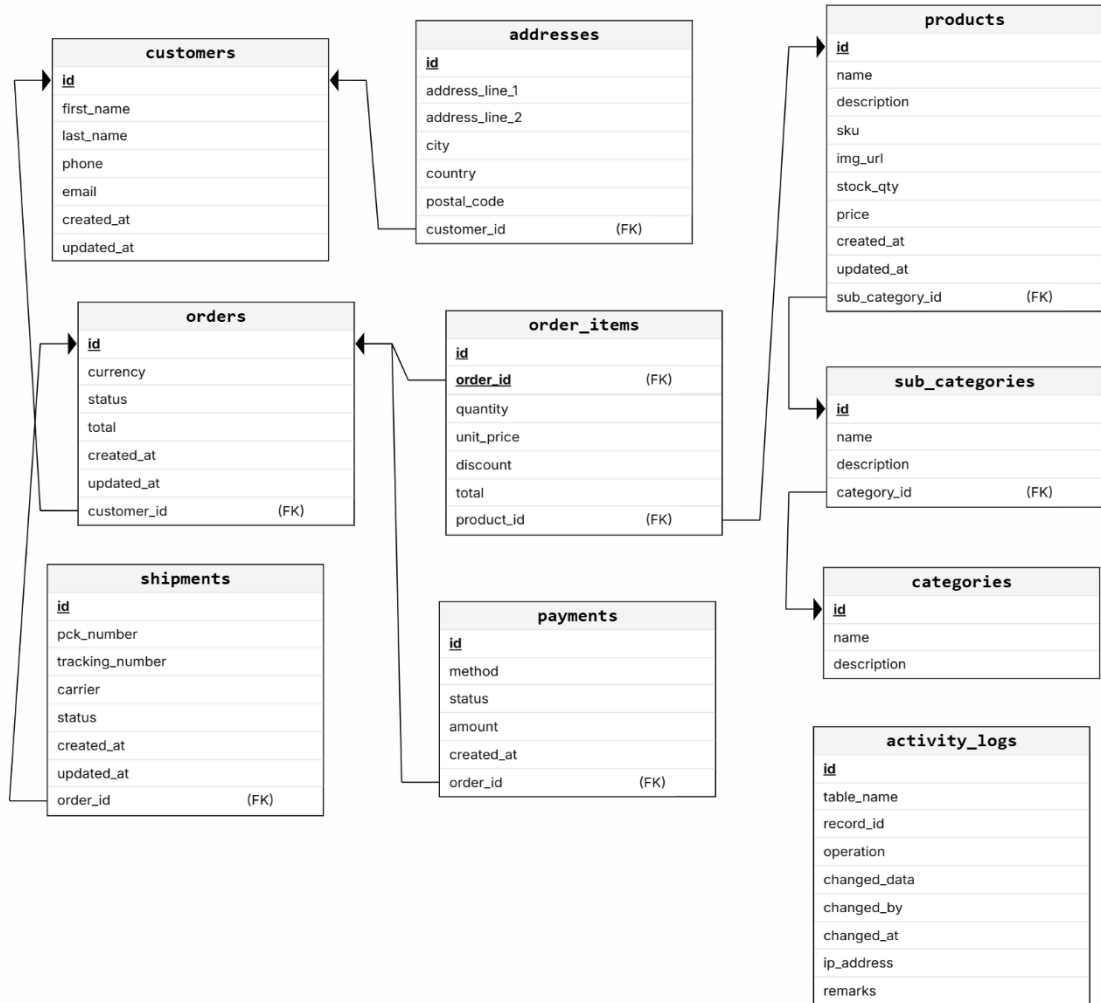 customers
id
first_name
last_name
phone
email
created_at
updated_at
addresses
id
address_line_1
address_line_2
city
country
postal_code
customer_id (FK)
products
id
name
description
sku
img_url
stock_qty
price
created_at
updated_at
sub_category_id (FK)
orders
id
currency
status
total
created_at
updated_at
customer_id (FK)
order_items
id
order_id (FK)
quantity
unit_price
discount
total
product_id (FK)
sub_categories
id
name
description
category_id (FK)
shipments
id
pck_number
tracking_number
carrier
status
created_at
updated_at
order_id (FK)
payments
id
method
status
amount
created_at
order_id (FK)
categories
id
name
description
activity_logs
id
table_name
record_id
operation
changed_data
changed_by
changed_at
ip_address
remarks